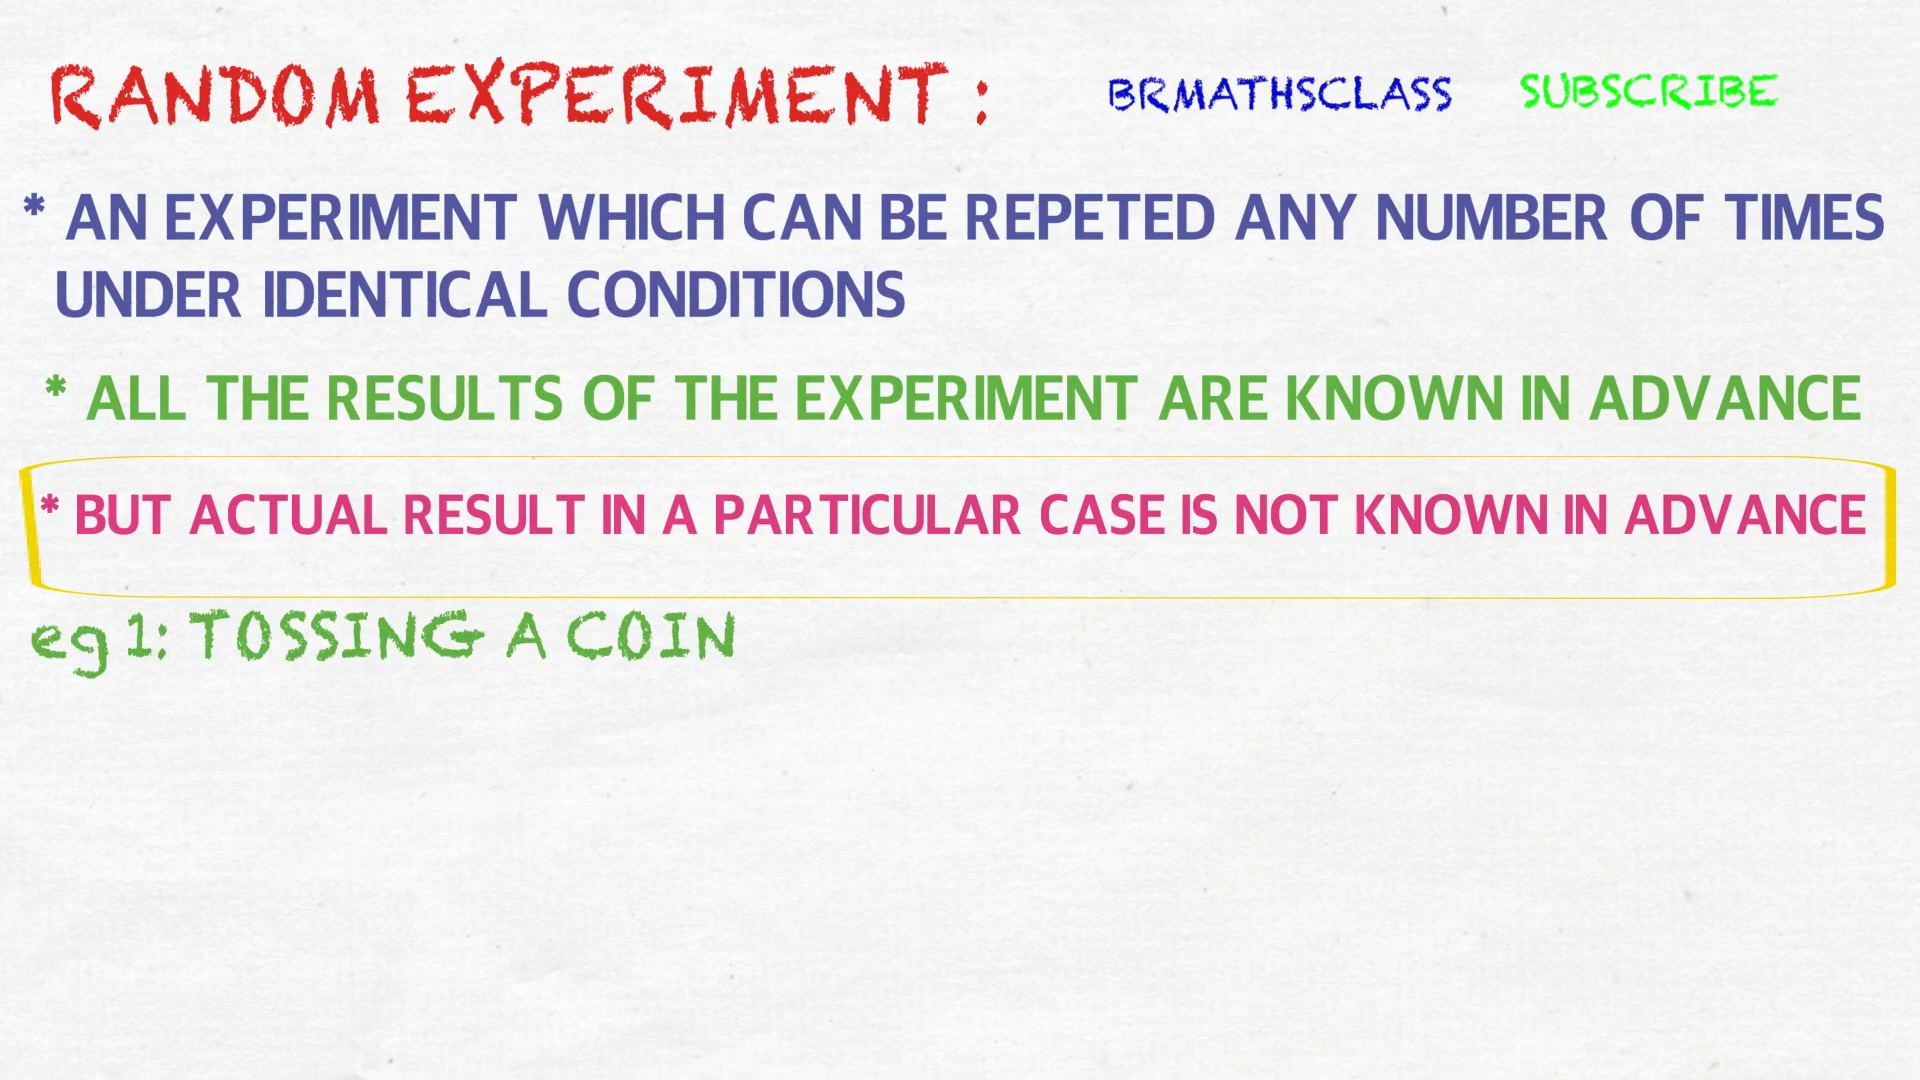 RANDOM EXPERIMENT : BRMATHSCLASS SUBSCRIBE
* AN EXPERIMENT WHICH CAN BE REPETED ANY NUMBER OF TIMES
UNDER IDENTICAL CONDITIONS
* ALL THE RESULTS OF THE EXPERIMENT ARE KNOWN IN ADVANCE
* BUT ACTUAL RESULT IN A PARTICULAR CASE IS NOT KNOWN IN ADVANCE
eg 1: TOSSING A COIN